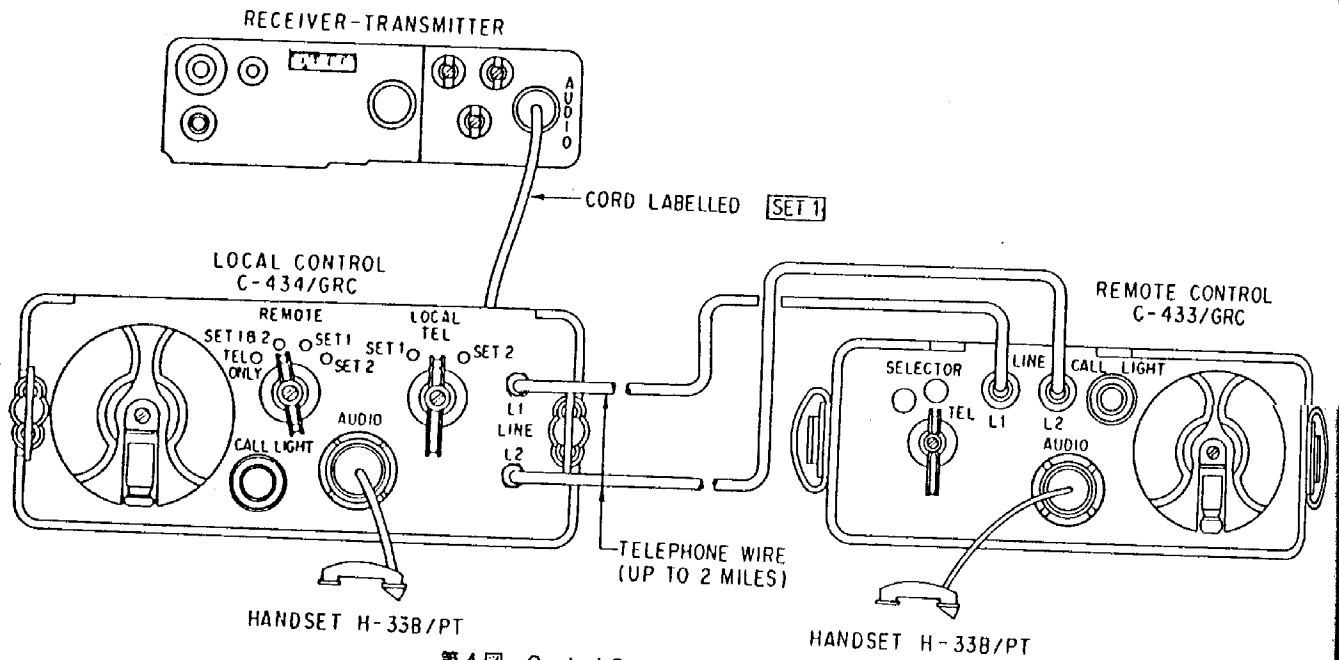 RECEIVER-TRANSMITTER
AUDIO
CORD LABELLED SET 1
LOCAL CONTROL
C-434/GRC
REMOTE
SET 1 & 2
SET 1
TEL ONLY
SET 2
LOCAL
TEL
SET 1
SET 2
AUDIO
CALL LIGHT
L1
LINE
L2
REMOTE CONTROL
C-433/GRC
SELECTOR
LINE
CALL LIGHT
TEL
L1
L2
AUDIO
TELEPHONE WIRE
(UP TO 2 MILES)
HANDSET H-33B/PT
HANDSET H-33B/PT
第4図